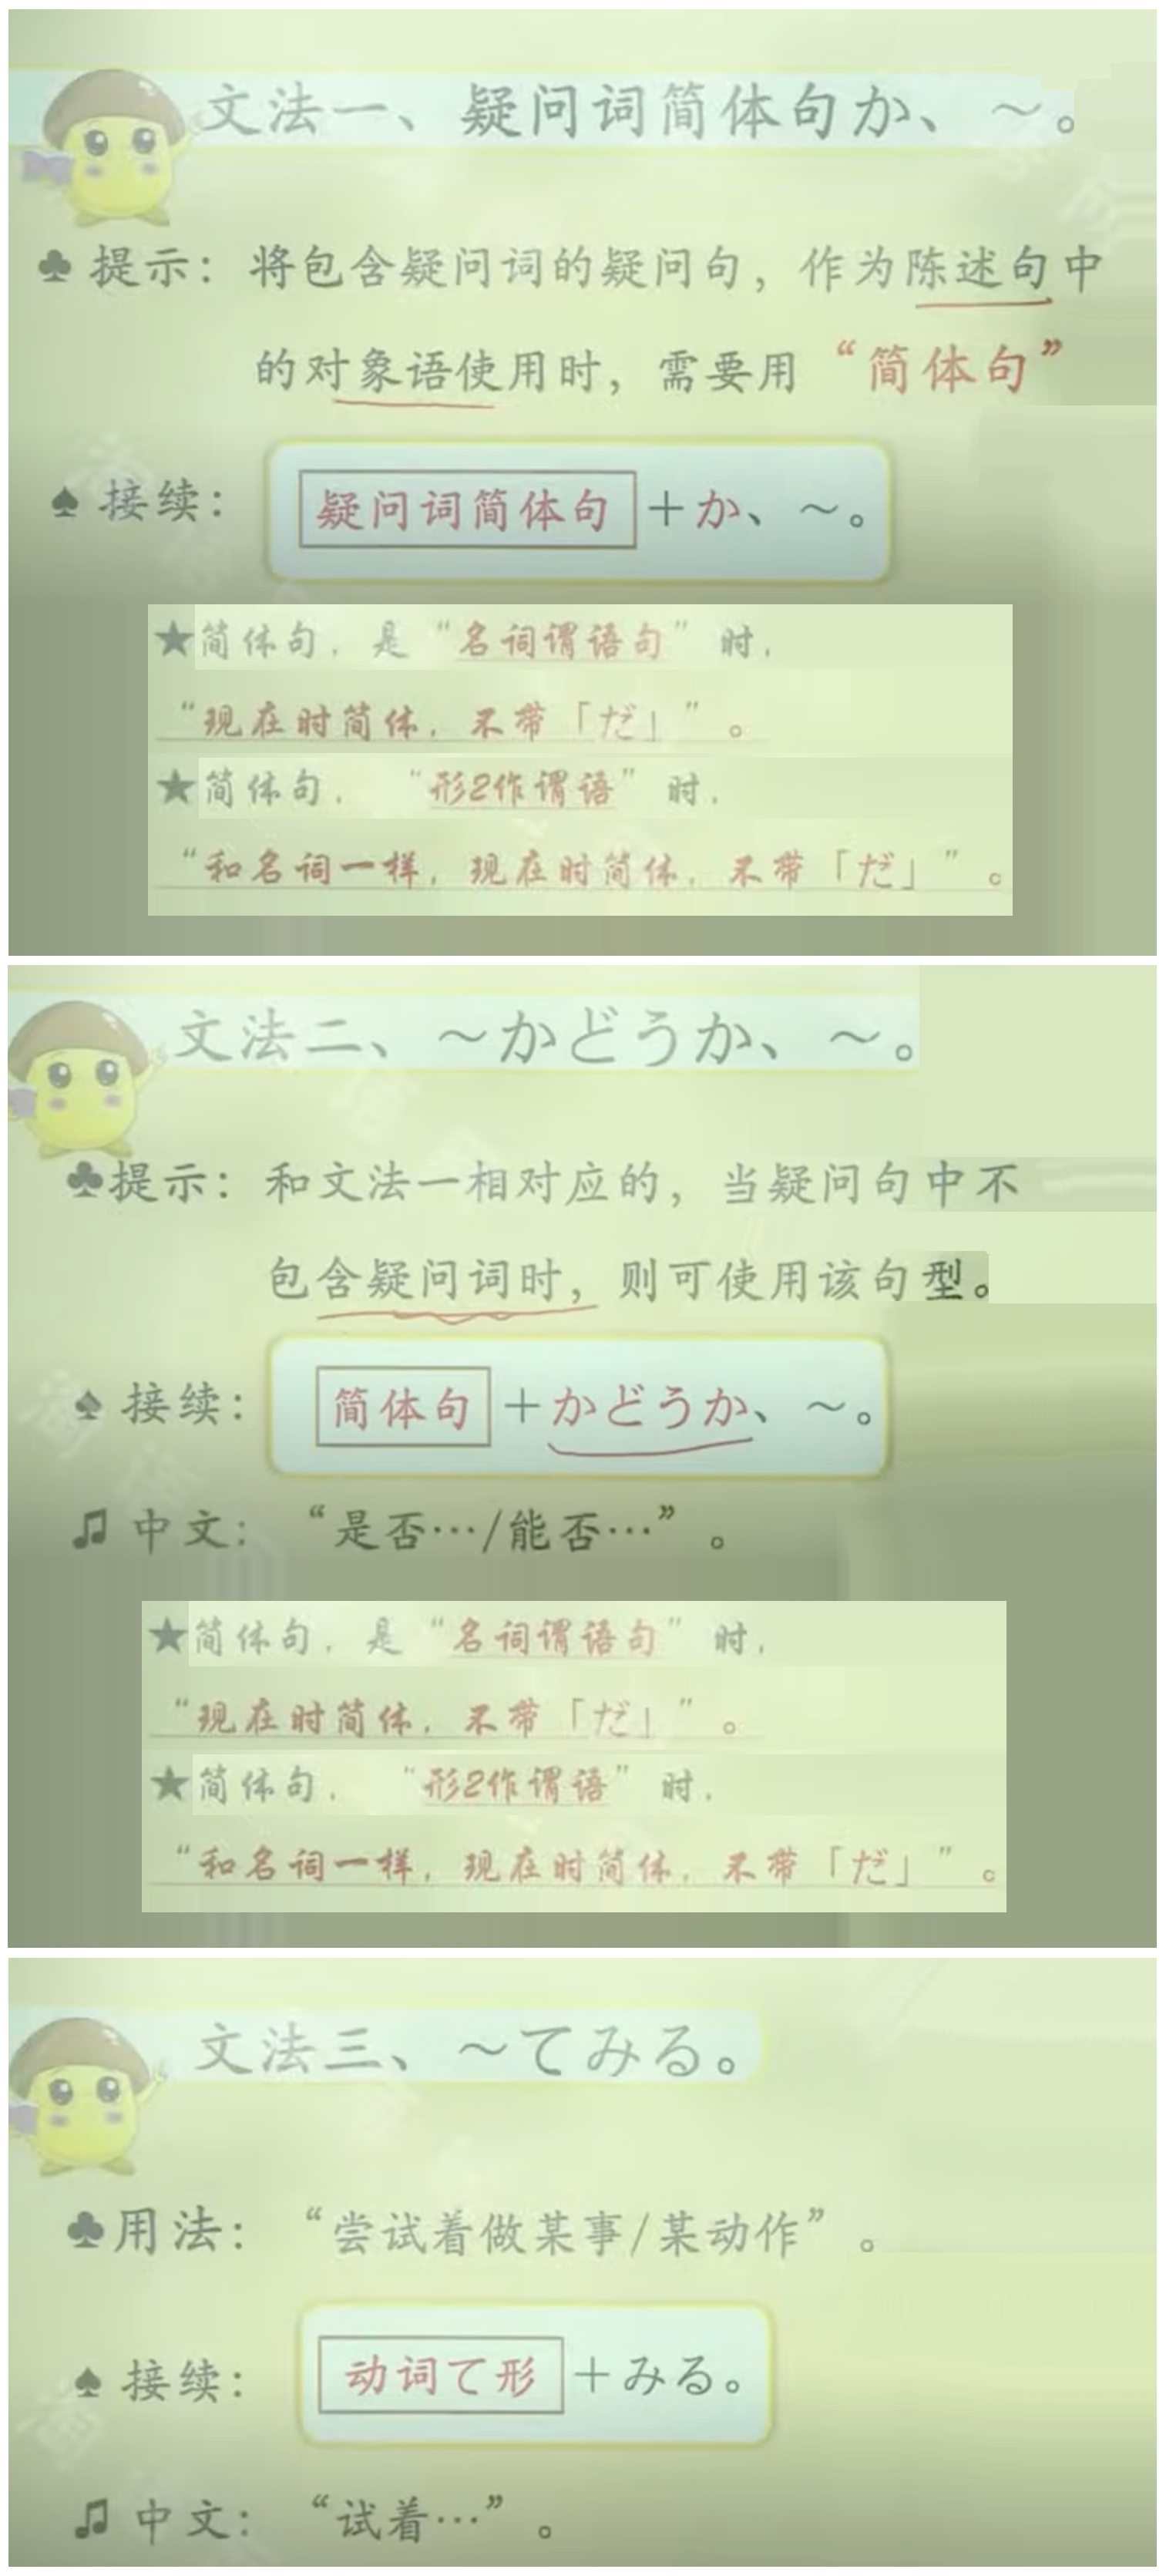 文法一、疑问词简体句か、～。
♣ 提示：将包含疑问词的疑问句，作为陈述句中
的对象语使用时，需要用“简体句”
♠ 接续：疑问词简体句＋か、～。
★简体句，是“名词谓语句”时，
“现在时简体，不带「だ」”。
★简体句，“形2作谓语”时，
“和名词一样，现在时简体，不带「だ」”。
文法二、～かどうか、～。
♣提示：和文法一相对应的，当疑问句中不
包含疑问词时，则可使用该句型。
♠ 接续：简体句＋かどうか、～。
♫ 中文：“是否…/能否…”。
★简体句，是“名词谓语句”时，
“现在时简体，不带「だ」”。
★简体句，“形2作谓语”时，
“和名词一样，现在时简体，不带「だ」”。
文法三、～てみる。
♣用法：“尝试着做某事/某动作”。
♠ 接续：动词て形＋みる。
♫ 中文：“试着…”。